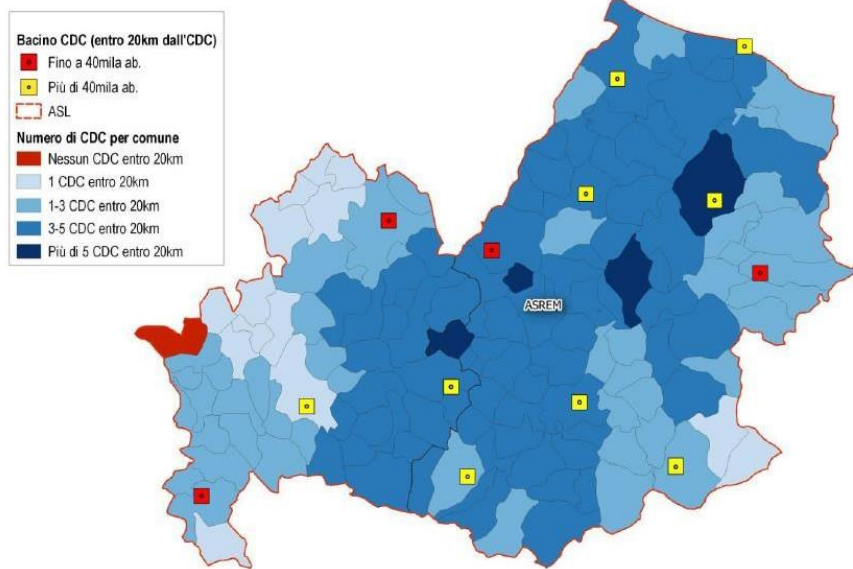 Bacino CDC (entro 20km dall'CDC)
Fino a 40mila ab.
Più di 40mila ab.
ASL
Numero di CDC per comune
Nessun CDC entro 20km
1 CDC entro 20km
1-3 CDC entro 20km
3-5 CDC entro 20km
Più di 5 CDC entro 20km
ASREM